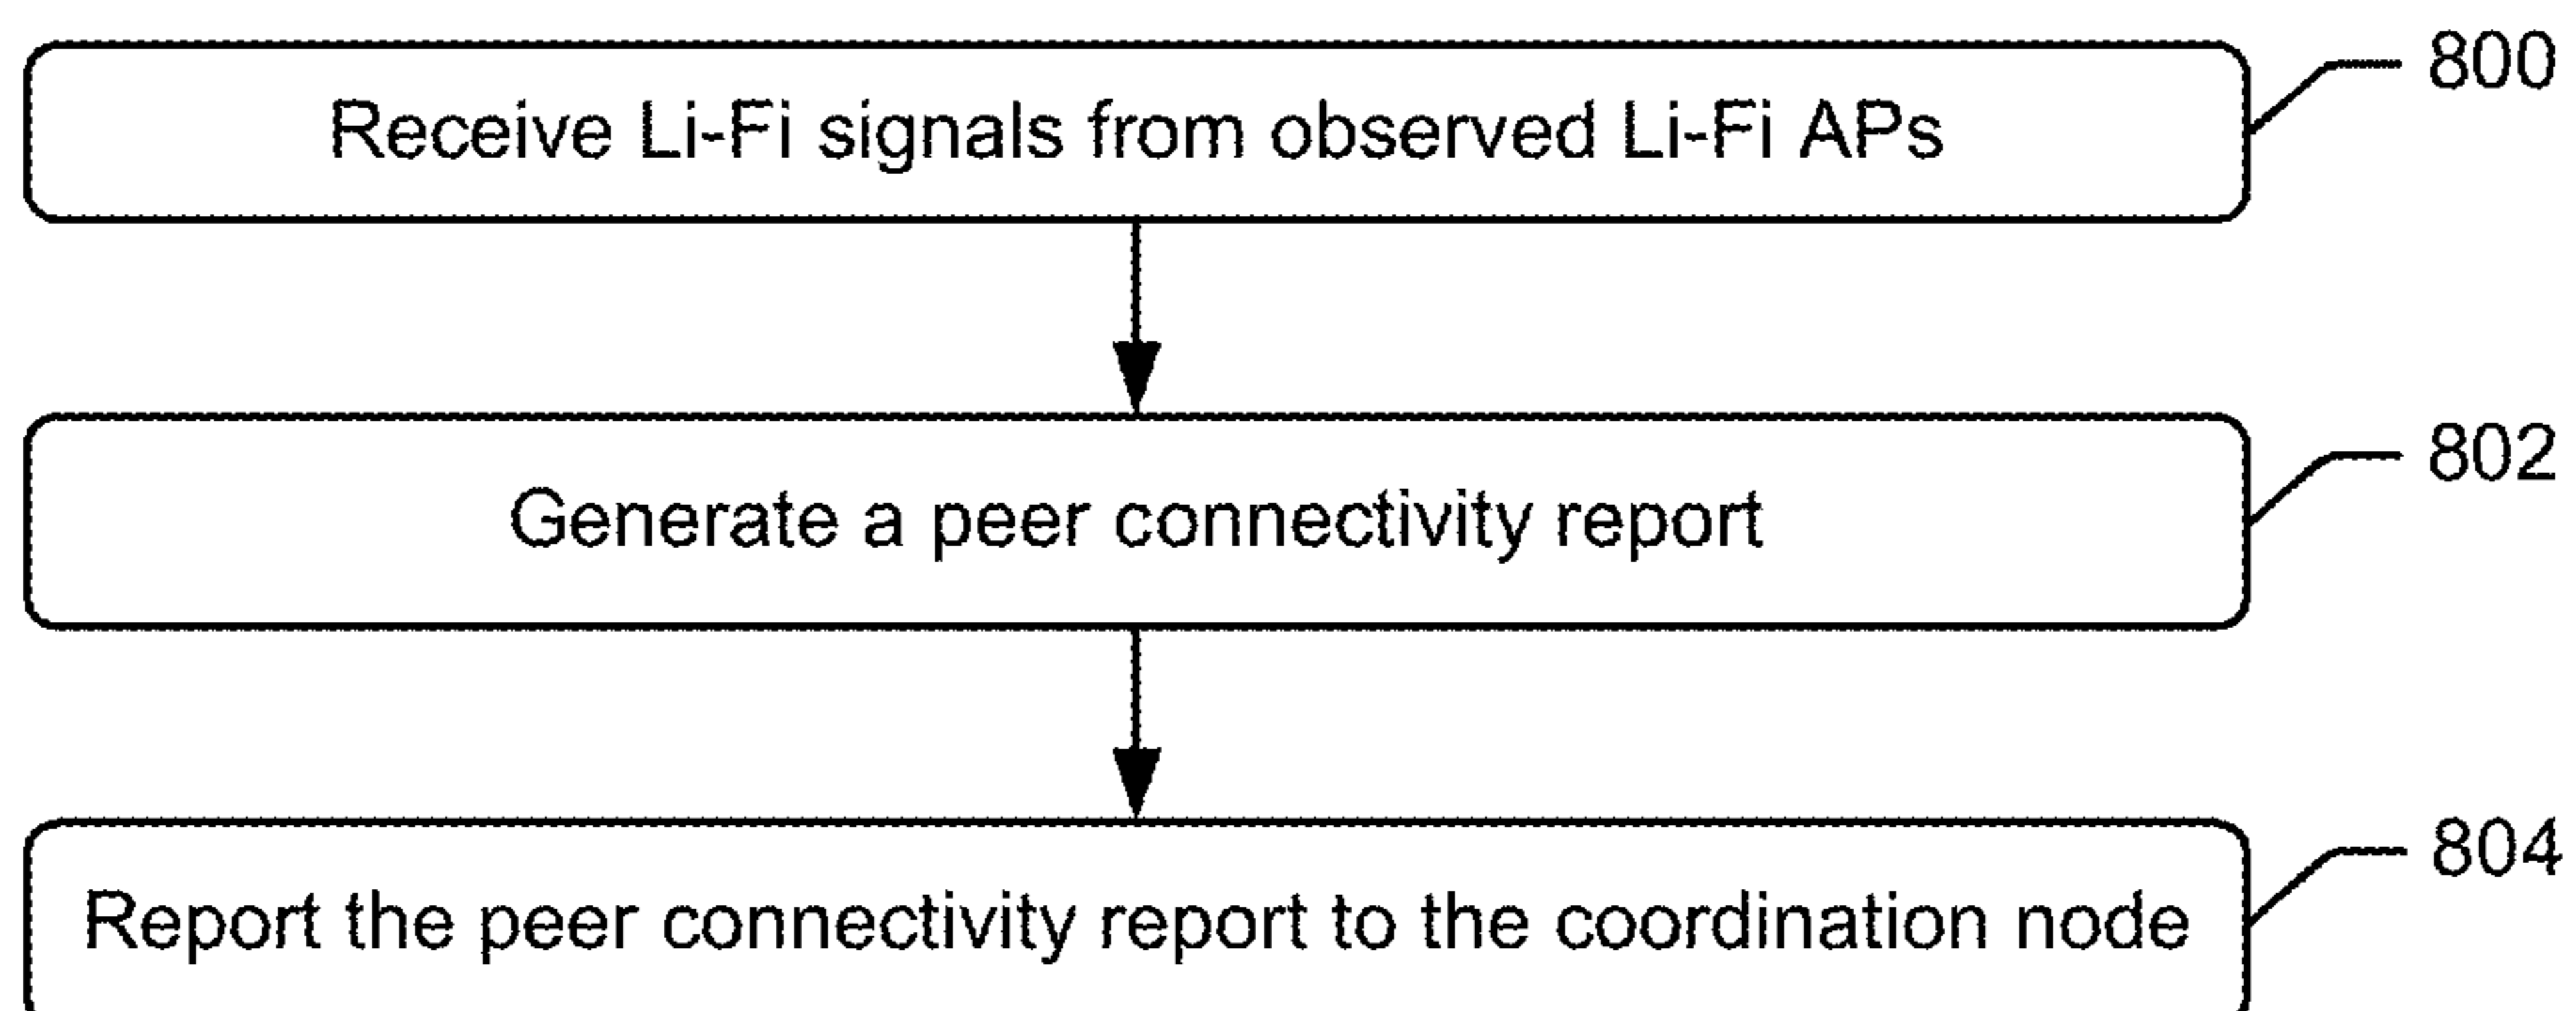 Receive Li-Fi signals from observed Li-Fi APs
800
Generate a peer connectivity report
802
Report the peer connectivity report to the coordination node
804